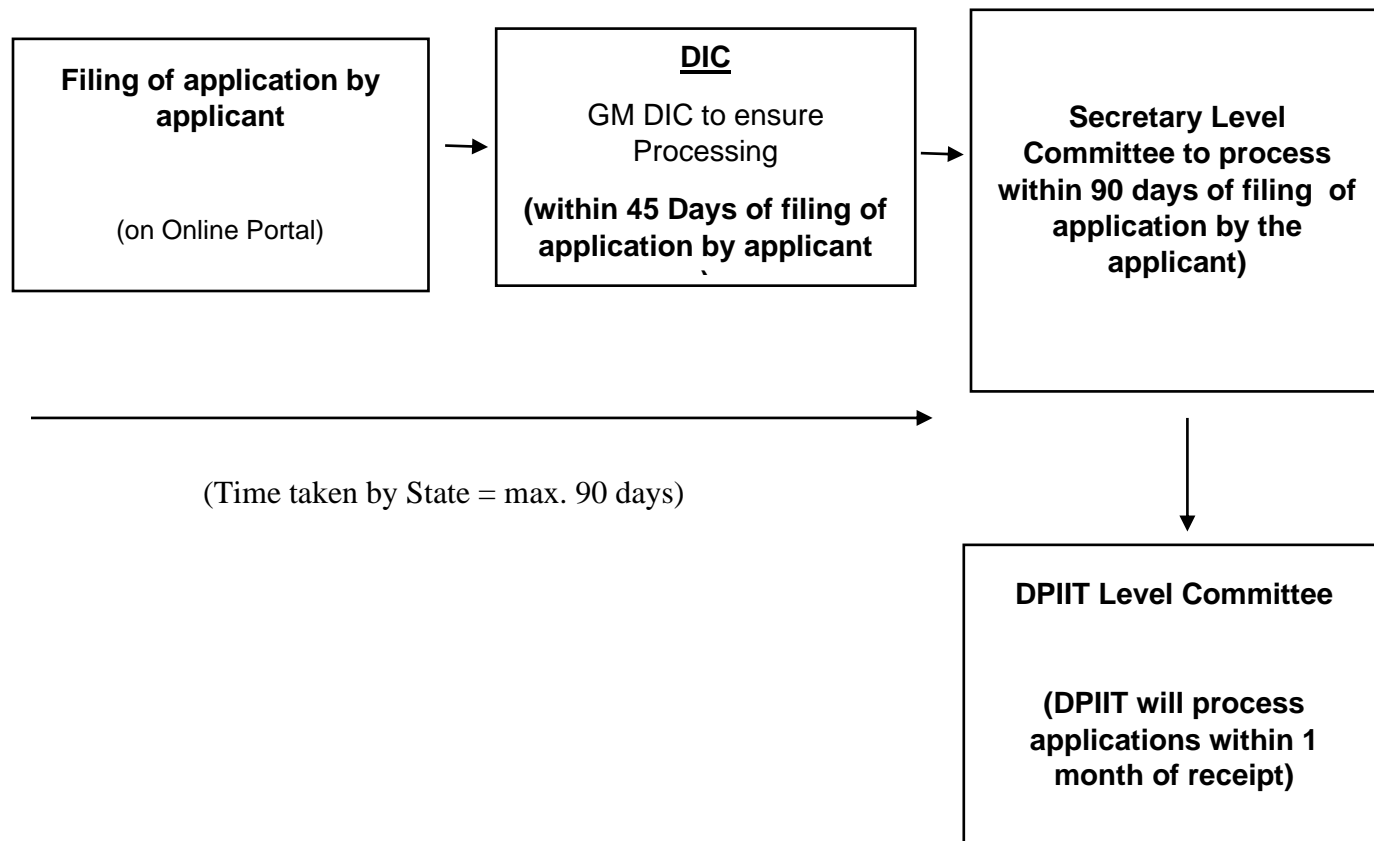 Filing of application by
applicant
(on Online Portal)
DIC
GM DIC to ensure
Processing
(within 45 Days of filing of
application by applicant
)
Secretary Level
Committee to process
within 90 days of filing of
application by the
applicant)
(Time taken by State = max. 90 days)
DPIIT Level Committee
(DPIIT will process
applications within 1
month of receipt)